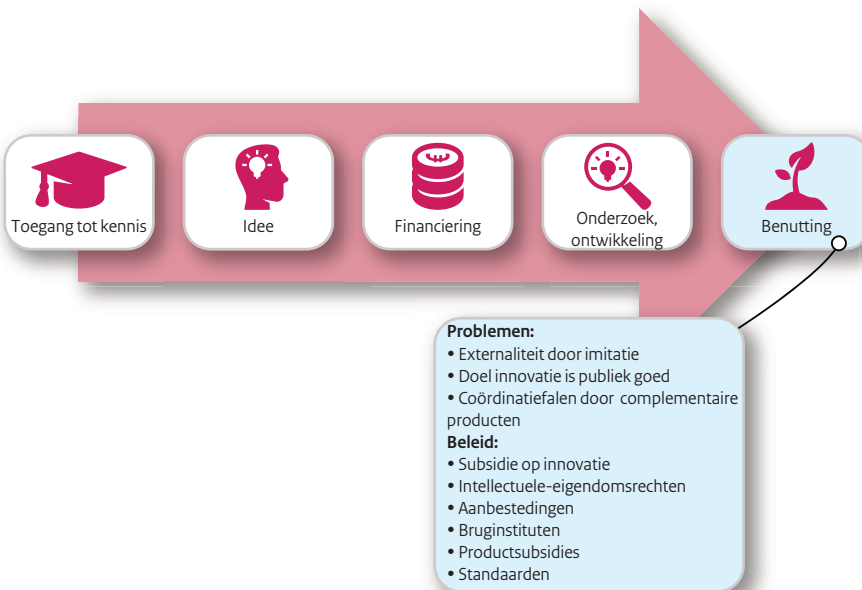 Toegang tot kennis
Idee
Financiering
Onderzoek,
ontwikkeling
Benutting
Problemen:
• Externaliteit door imitatie
• Doel innovatie is publiek goed
• Coördinatiefalen door complementaire
producten
Beleid:
• Subsidie op innovatie
• Intellectuele-eigendomsrechten
• Aanbestedingen
• Bruginstituten
• Productsubsidies
• Standaarden